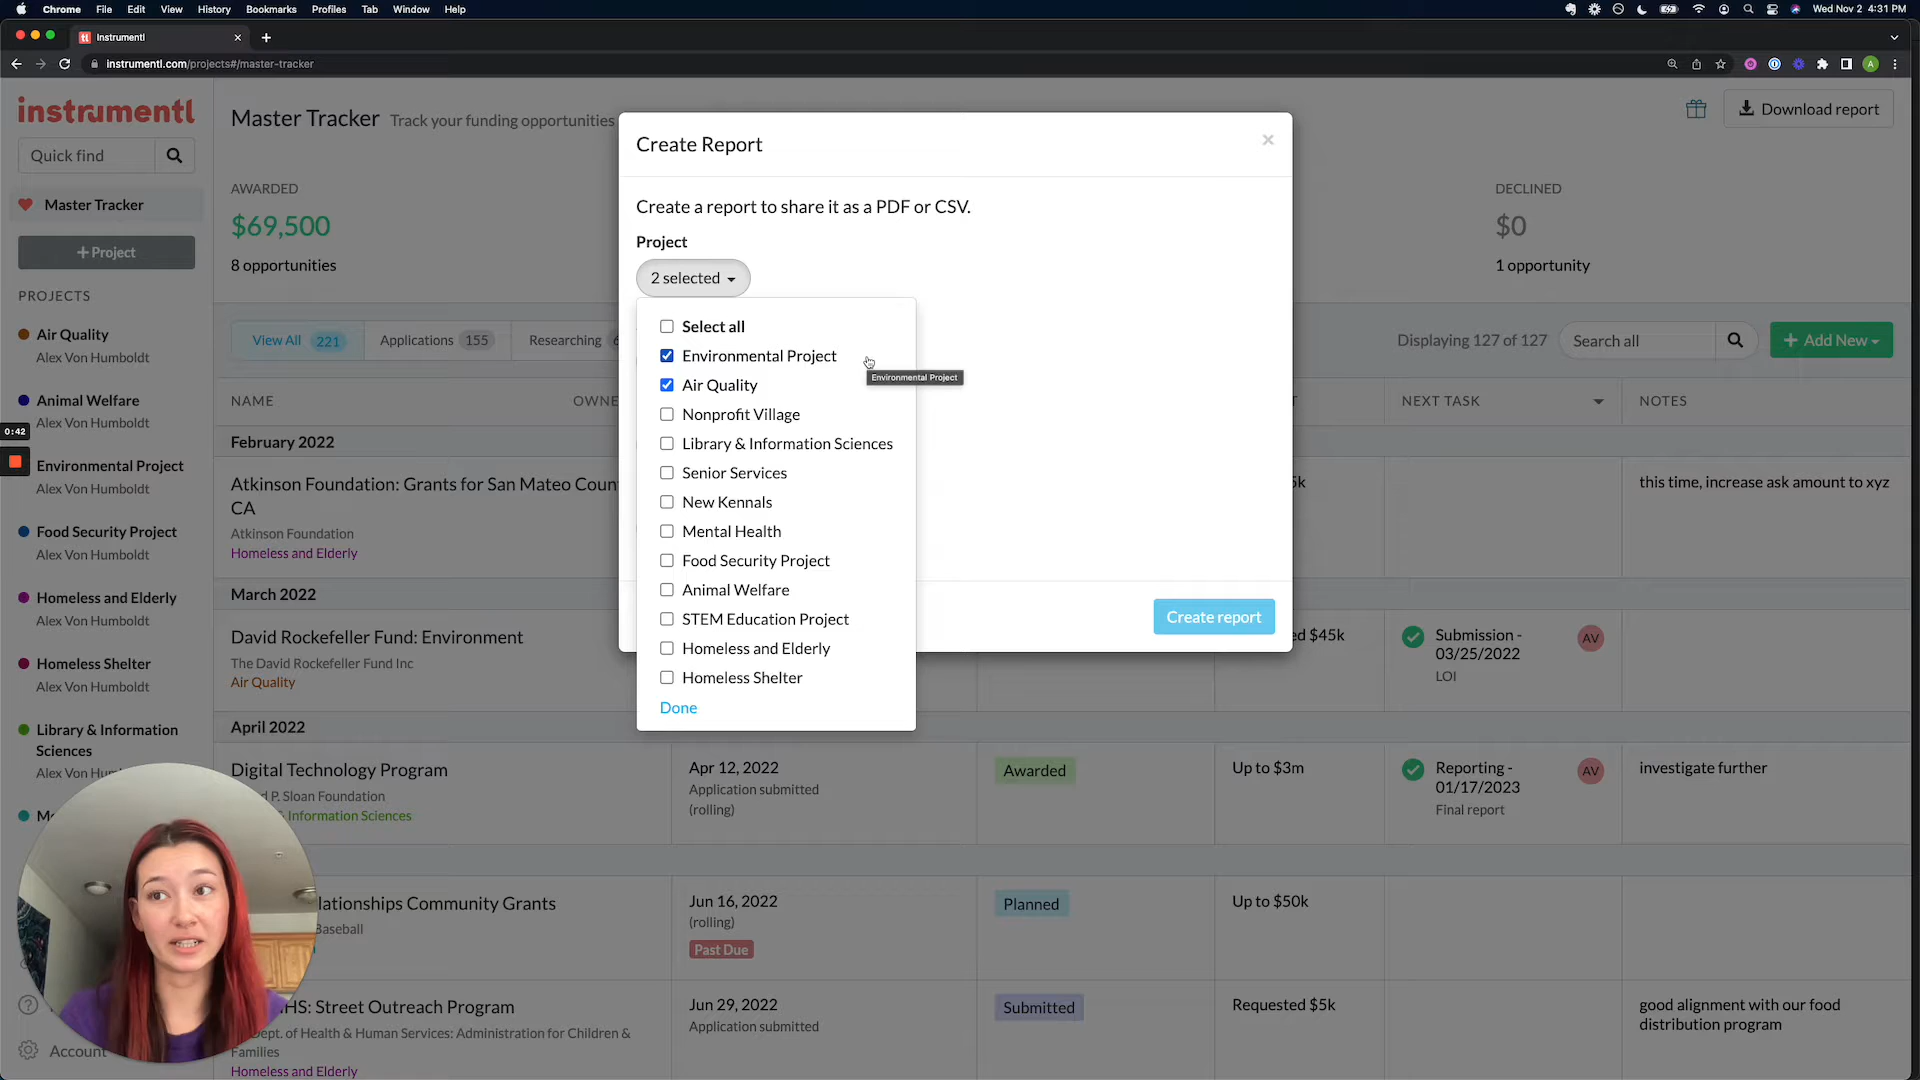 Chrome File Edit View History Bookmarks Profiles Tab Window Help
Wed Nov 2 4:31 PM
Instrumentl
instrumentl.com/projects#/master-tracker
A
instrumentl
Quick find
Master Tracker
+ Project
PROJECTS
Air Quality
Alex Von Humboldt
Animal Welfare
Alex Von Humboldt
0:42
Environmental Project
Alex Von Humboldt
Food Security Project
Alex Von Humboldt
Homeless and Elderly
Alex Von Humboldt
Homeless Shelter
Alex Von Humboldt
Library & Information
Sciences
Alex Von
Account
Master Tracker Track your funding opportunities
Download report
AWARDED
$69,500
8 opportunities
DECLINED
$0
1 opportunity
View All 221 Applications 155 Researching
Displaying 127 of 127 Search all + Add New
NAME OWNE NEXT TASK NOTES
February 2022
Atkinson Foundation: Grants for San Mateo Coun
CA
Atkinson Foundation
Homeless and Elderly
5k
this time, increase ask amount to xyz
March 2022
David Rockefeller Fund: Environment
The David Rockefeller Fund Inc
Air Quality
ed $45k
Submission -
03/25/2022
LOI
AV
April 2022
Digital Technology Program
P. Sloan Foundation
Information Sciences
Apr 12, 2022
Application submitted
(rolling)
Awarded
Up to $3m
Reporting -
01/17/2023
Final report
AV
investigate further
lationships Community Grants
Baseball
Jun 16, 2022
(rolling)
Past Due
Planned
Up to $50k
HS: Street Outreach Program
Dept. of Health & Human Services: Administration for Children &
Families
Homeless and Elderly
Jun 29, 2022
Application submitted
Submitted
Requested $5k
good alignment with our food
distribution program
Create Report
×
Create a report to share it as a PDF or CSV.
Project
2 selected
Select all
Environmental Project
Environmental Project
Air Quality
Nonprofit Village
Library & Information Sciences
Senior Services
New Kennals
Mental Health
Food Security Project
Animal Welfare
STEM Education Project
Homeless and Elderly
Homeless Shelter
Done
Create report